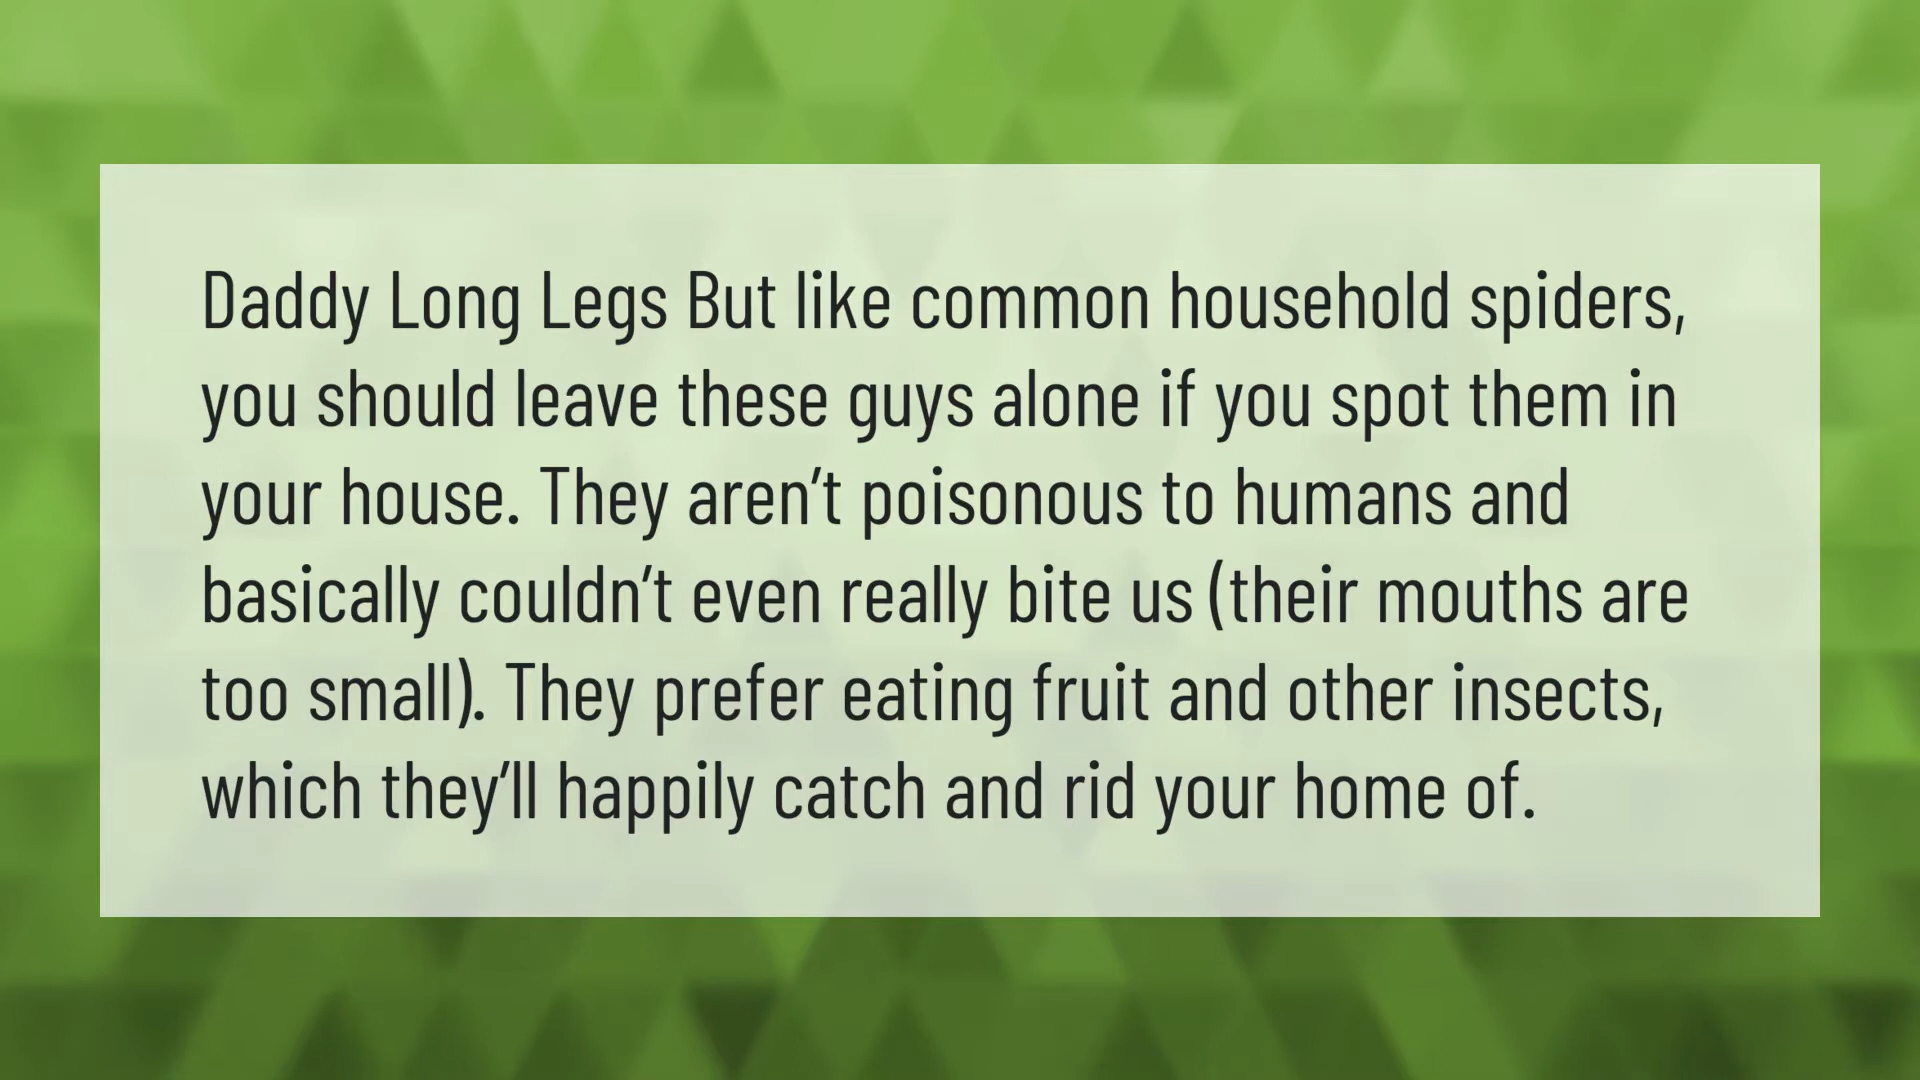 Daddy Long Legs But like common household spiders,
you should leave these guys alone if you spot them in
your house. They aren’t poisonous to humans and
basically couldn’t even really bite us (their mouths are
too small). They prefer eating fruit and other insects,
which they’ll happily catch and rid your home of.